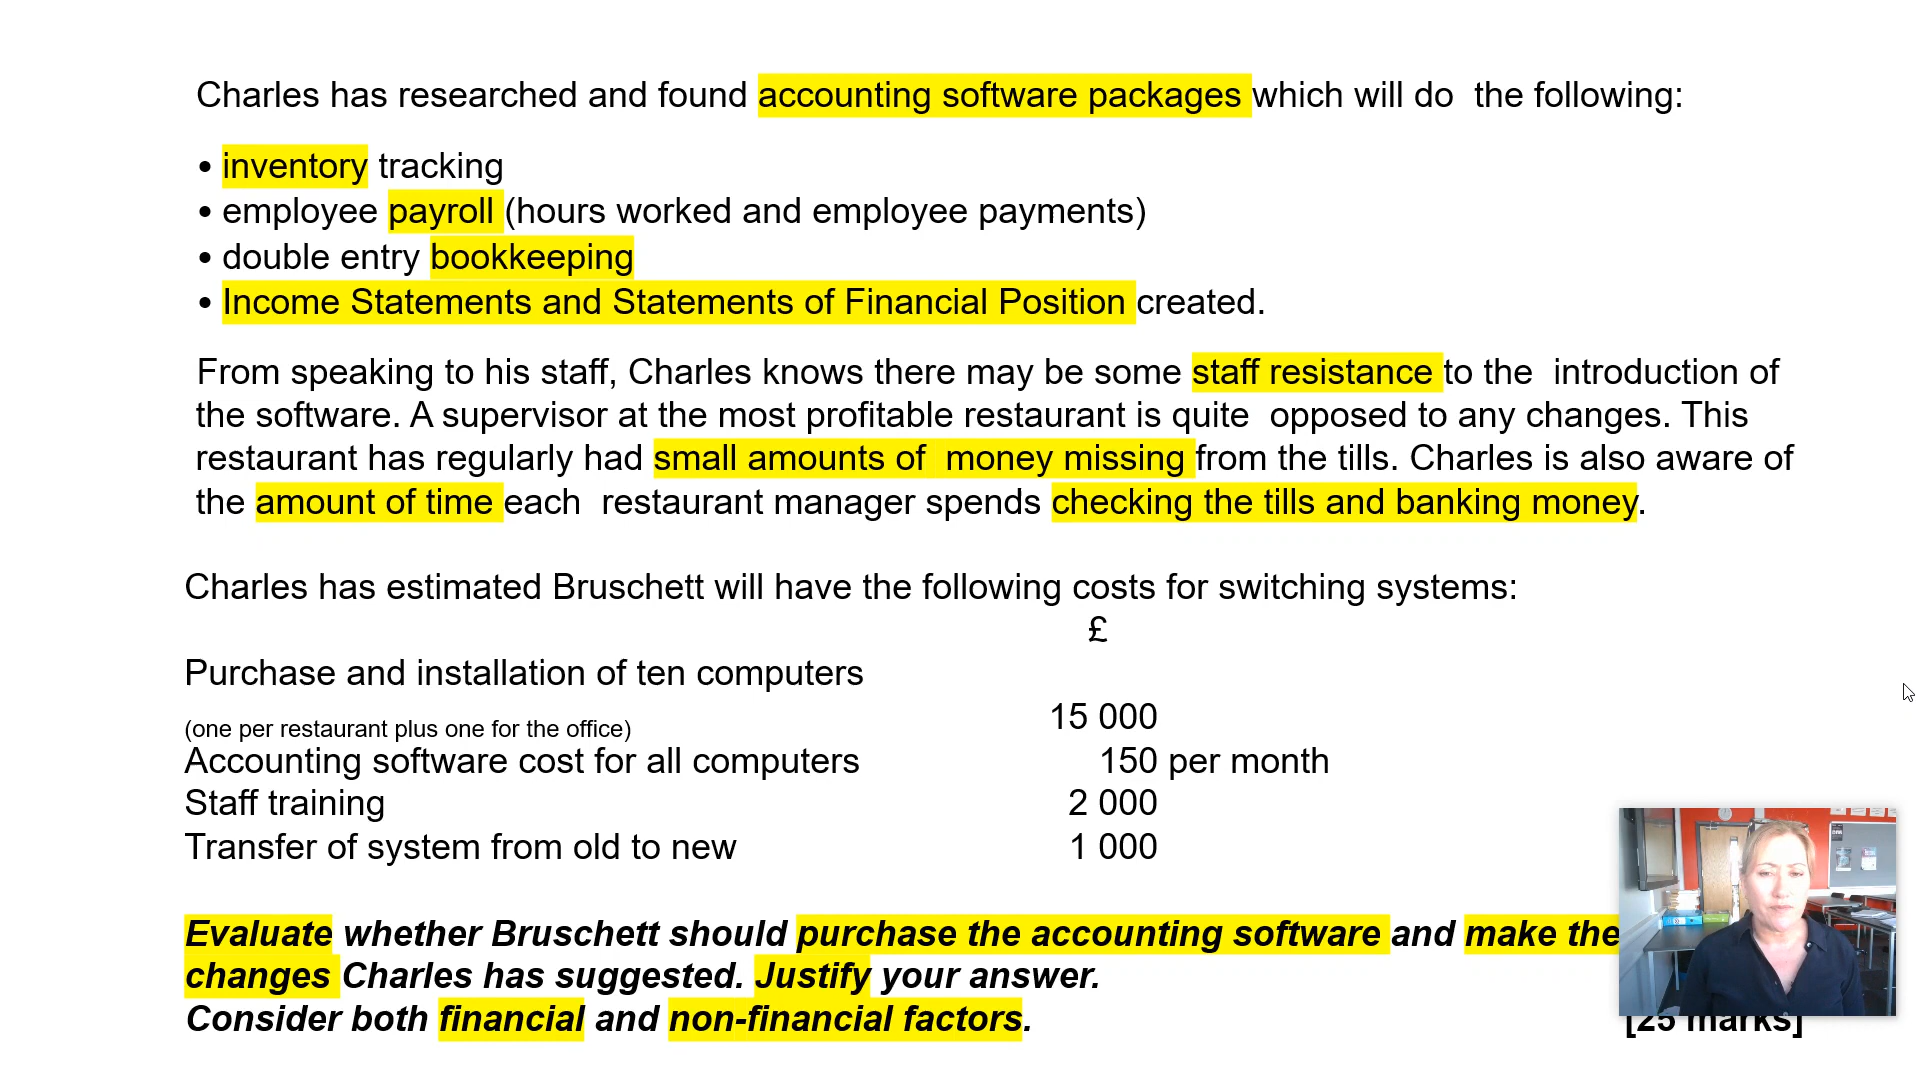 Charles has researched and found accounting software packages which will do the following:
• inventory tracking
• employee payroll (hours worked and employee payments)
• double entry bookkeeping
• Income Statements and Statements of Financial Position created.
From speaking to his staff, Charles knows there may be some staff resistance to the introduction of
the software. A supervisor at the most profitable restaurant is quite opposed to any changes. This
restaurant has regularly had small amounts of money missing from the tills. Charles is also aware of
the amount of time each restaurant manager spends checking the tills and banking money.
Charles has estimated Bruschett will have the following costs for switching systems:
£
Purchase and installation of ten computers
(one per restaurant plus one for the office) 15 000
Accounting software cost for all computers 150 per month
Staff training 2 000
Transfer of system from old to new 1 000
Evaluate whether Bruschett should purchase the accounting software and make the
changes Charles has suggested. Justify your answer.
Consider both financial and non-financial factors. [25 marks]